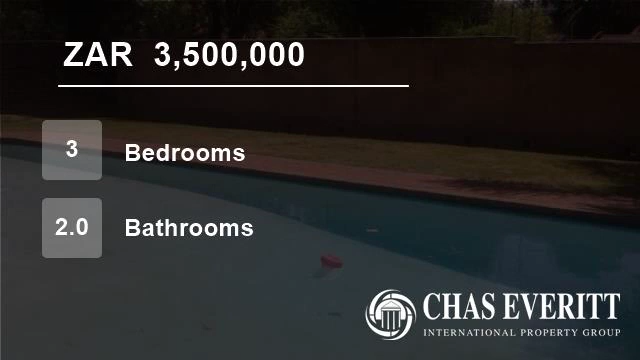 ZAR 3,500,000
3 Bedrooms
2.0 Bathrooms
CHAS EVERITT
INTERNATIONAL PROPERTY GROUP